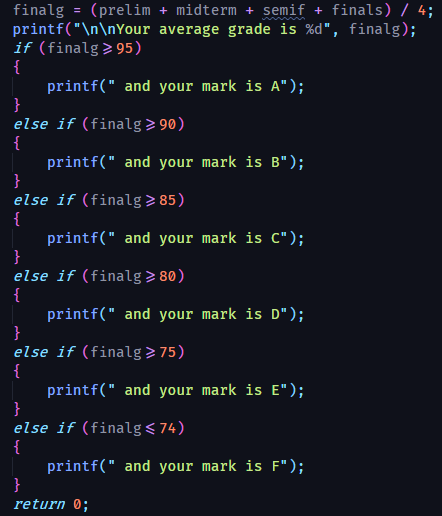 finalg = (prelim + midterm + semif + finals) / 4;
printf("\n\nYour average grade is %d", finalg);
if (finalg>=95)
{
    printf(" and your mark is A");
}
else if (finalg>=90)
{
    printf(" and your mark is B");
}
else if (finalg>=85)
{
    printf(" and your mark is C");
}
else if (finalg>=80)
{
    printf(" and your mark is D");
}
else if (finalg>=75)
{
    printf(" and your mark is E");
}
else if (finalg<=74)
{
    printf(" and your mark is F");
}
return 0;